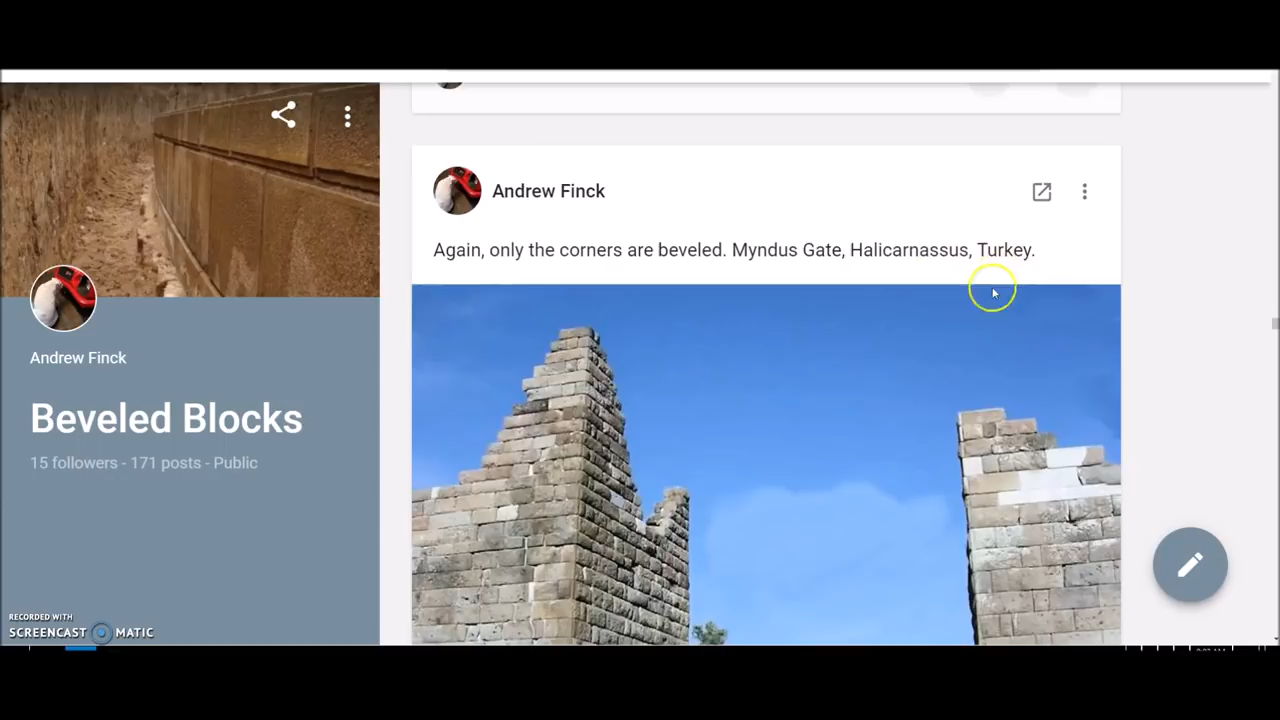 Andrew Finck
Again, only the corners are beveled. Myndus Gate, Halicarnassus, Turkey.
Andrew Finck
Beveled Blocks
15 followers - 171 posts - Public
RECORDED WITH
SCREENCAST MATIC